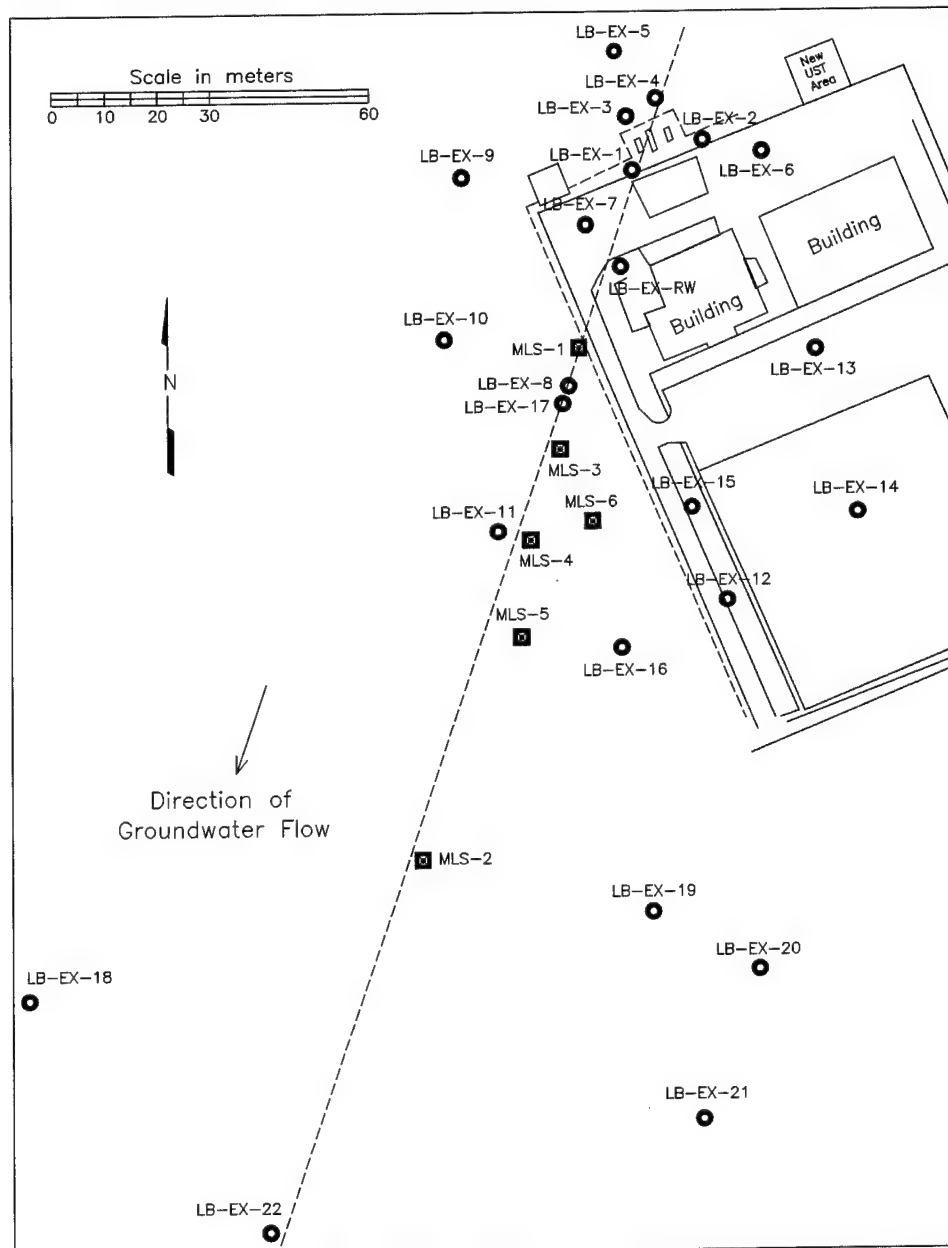 LB-EX-5
Scale in meters
0 10 20 30 60
LB-EX-4
LB-EX-3
New
UST
Area
LB-EX-2
LB-EX-1
LB-EX-6
LB-EX-9
LB-EX-7
Building
LB-EX-RW
Building
LB-EX-10
MLS-1
LB-EX-13
N
LB-EX-8
LB-EX-17
MLS-3
LB-EX-15
LB-EX-14
MLS-6
LB-EX-11
MLS-4
LB-EX-12
MLS-5
LB-EX-16
Direction of
Groundwater Flow
MLS-2
LB-EX-19
LB-EX-20
LB-EX-18
LB-EX-21
LB-EX-22